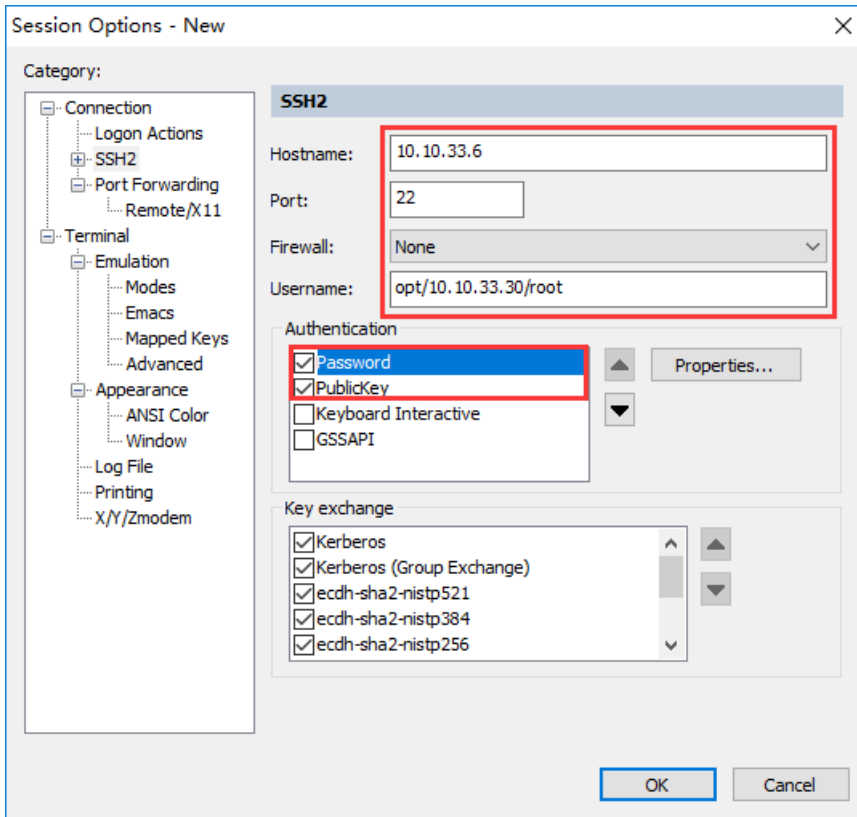 Session Options - New
Category:
Connection
Logon Actions
SSH2
Port Forwarding
Remote/X11
Terminal
Emulation
Modes
Emacs
Mapped Keys
Advanced
Appearance
ANSI Color
Window
Log File
Printing
X/Y/Zmodem
SSH2
Hostname: 10.10.33.6
Port: 22
Firewall: None
Username: opt/10.10.33.30/root
Authentication
Password
PublicKey
Keyboard Interactive
GSSAPI
Properties...
Key exchange
Kerberos
Kerberos (Group Exchange)
ecdh-sha2-nistp521
ecdh-sha2-nistp384
ecdh-sha2-nistp256
OK Cancel